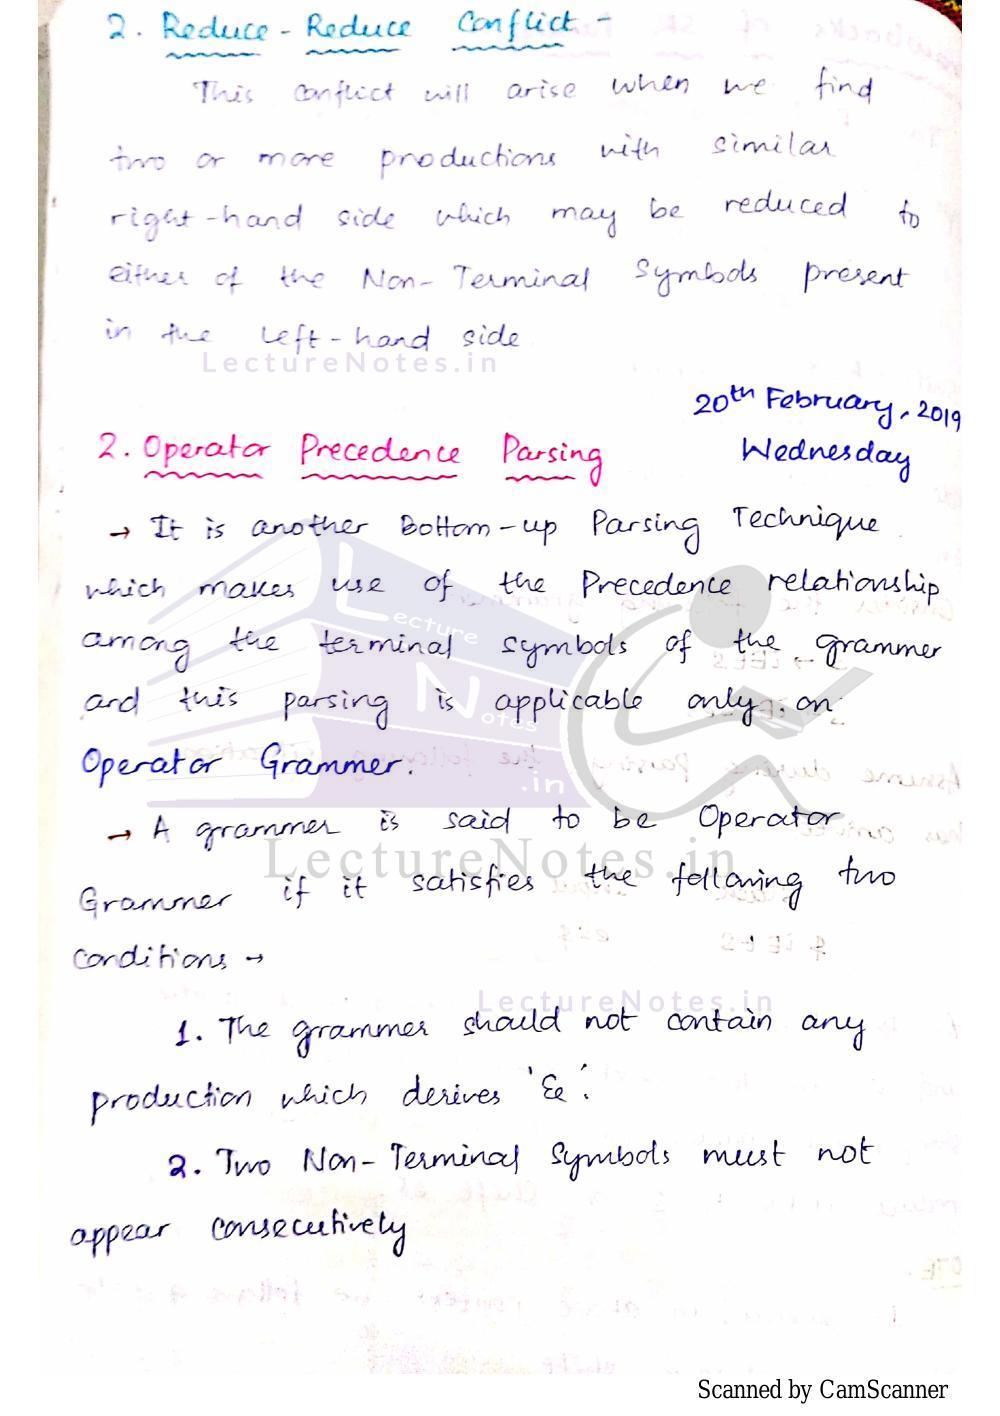 2. Reduce - Reduce Conflict -
This conflict will arise when we find
two or more productions with similar
right-hand side which may be reduced to
either of the Non-Terminal Symbols present
in the left-hand side
LectureNotes.in
20th February, 2019
Wednesday
2. Operator Precedence Parsing
→ It is another Bottom-up Parsing Technique
which makes use of the Precedence relationship
among the terminal symbols of the grammer
and this parsing is applicable only on
Operator Grammer.
Lecture
Notes
.in
→ A grammer is said to be Operator
LectureNotes.in
Grammer if it satisfies the following two
conditions →
LectureNotes.in
1. The grammer should not contain any
production which derives
2. Two Non-Terminal Symbols must not
appear consecutively
Scanned by CamScanner